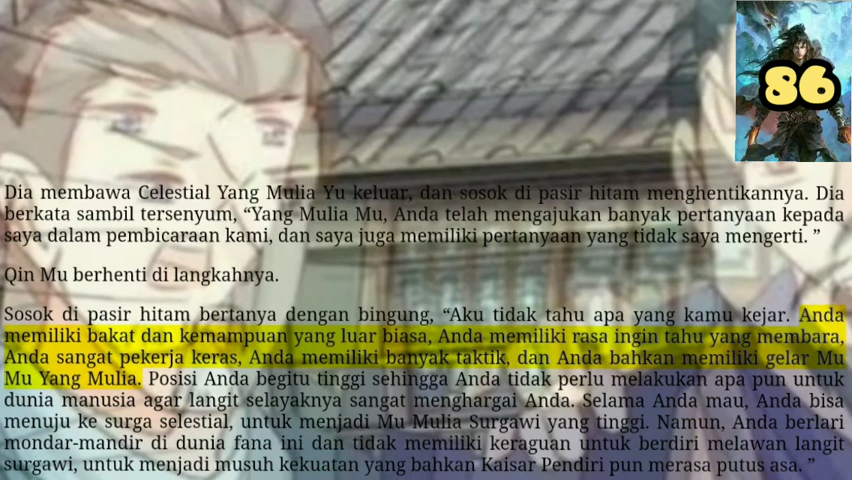 86
Dia membawa Celestial Yang Mulia Yu keluar, dan sosok di pasir hitam menghentikannya. Dia
berkata sambil tersenyum, “Yang Mulia Mu, Anda telah mengajukan banyak pertanyaan kepada
saya dalam pembicaraan kami, dan saya juga memiliki pertanyaan yang tidak saya mengerti. ”
Qin Mu berhenti di langkahnya.
Sosok di pasir hitam bertanya dengan bingung, “Aku tidak tahu apa yang kamu kejar. Anda
memiliki bakat dan kemampuan yang luar biasa, Anda memiliki rasa ingin tahu yang membara,
Anda sangat pekerja keras, Anda memiliki banyak taktik, dan Anda bahkan memiliki gelar Mu
Mu Yang Mulia. Posisi Anda begitu tinggi sehingga Anda tidak perlu melakukan apa pun untuk
dunia manusia agar langit selayaknya sangat menghargai Anda. Selama Anda mau, Anda bisa
menuju ke surga selestial, untuk menjadi Mu Mulia Surgawi yang tinggi. Namun, Anda berlari
mondar-mandir di dunia fana ini dan tidak memiliki keraguan untuk berdiri melawan langit
surgawi, untuk menjadi musuh kekuatan yang bahkan Kaisar Pendiri pun merasa putus asa. ”